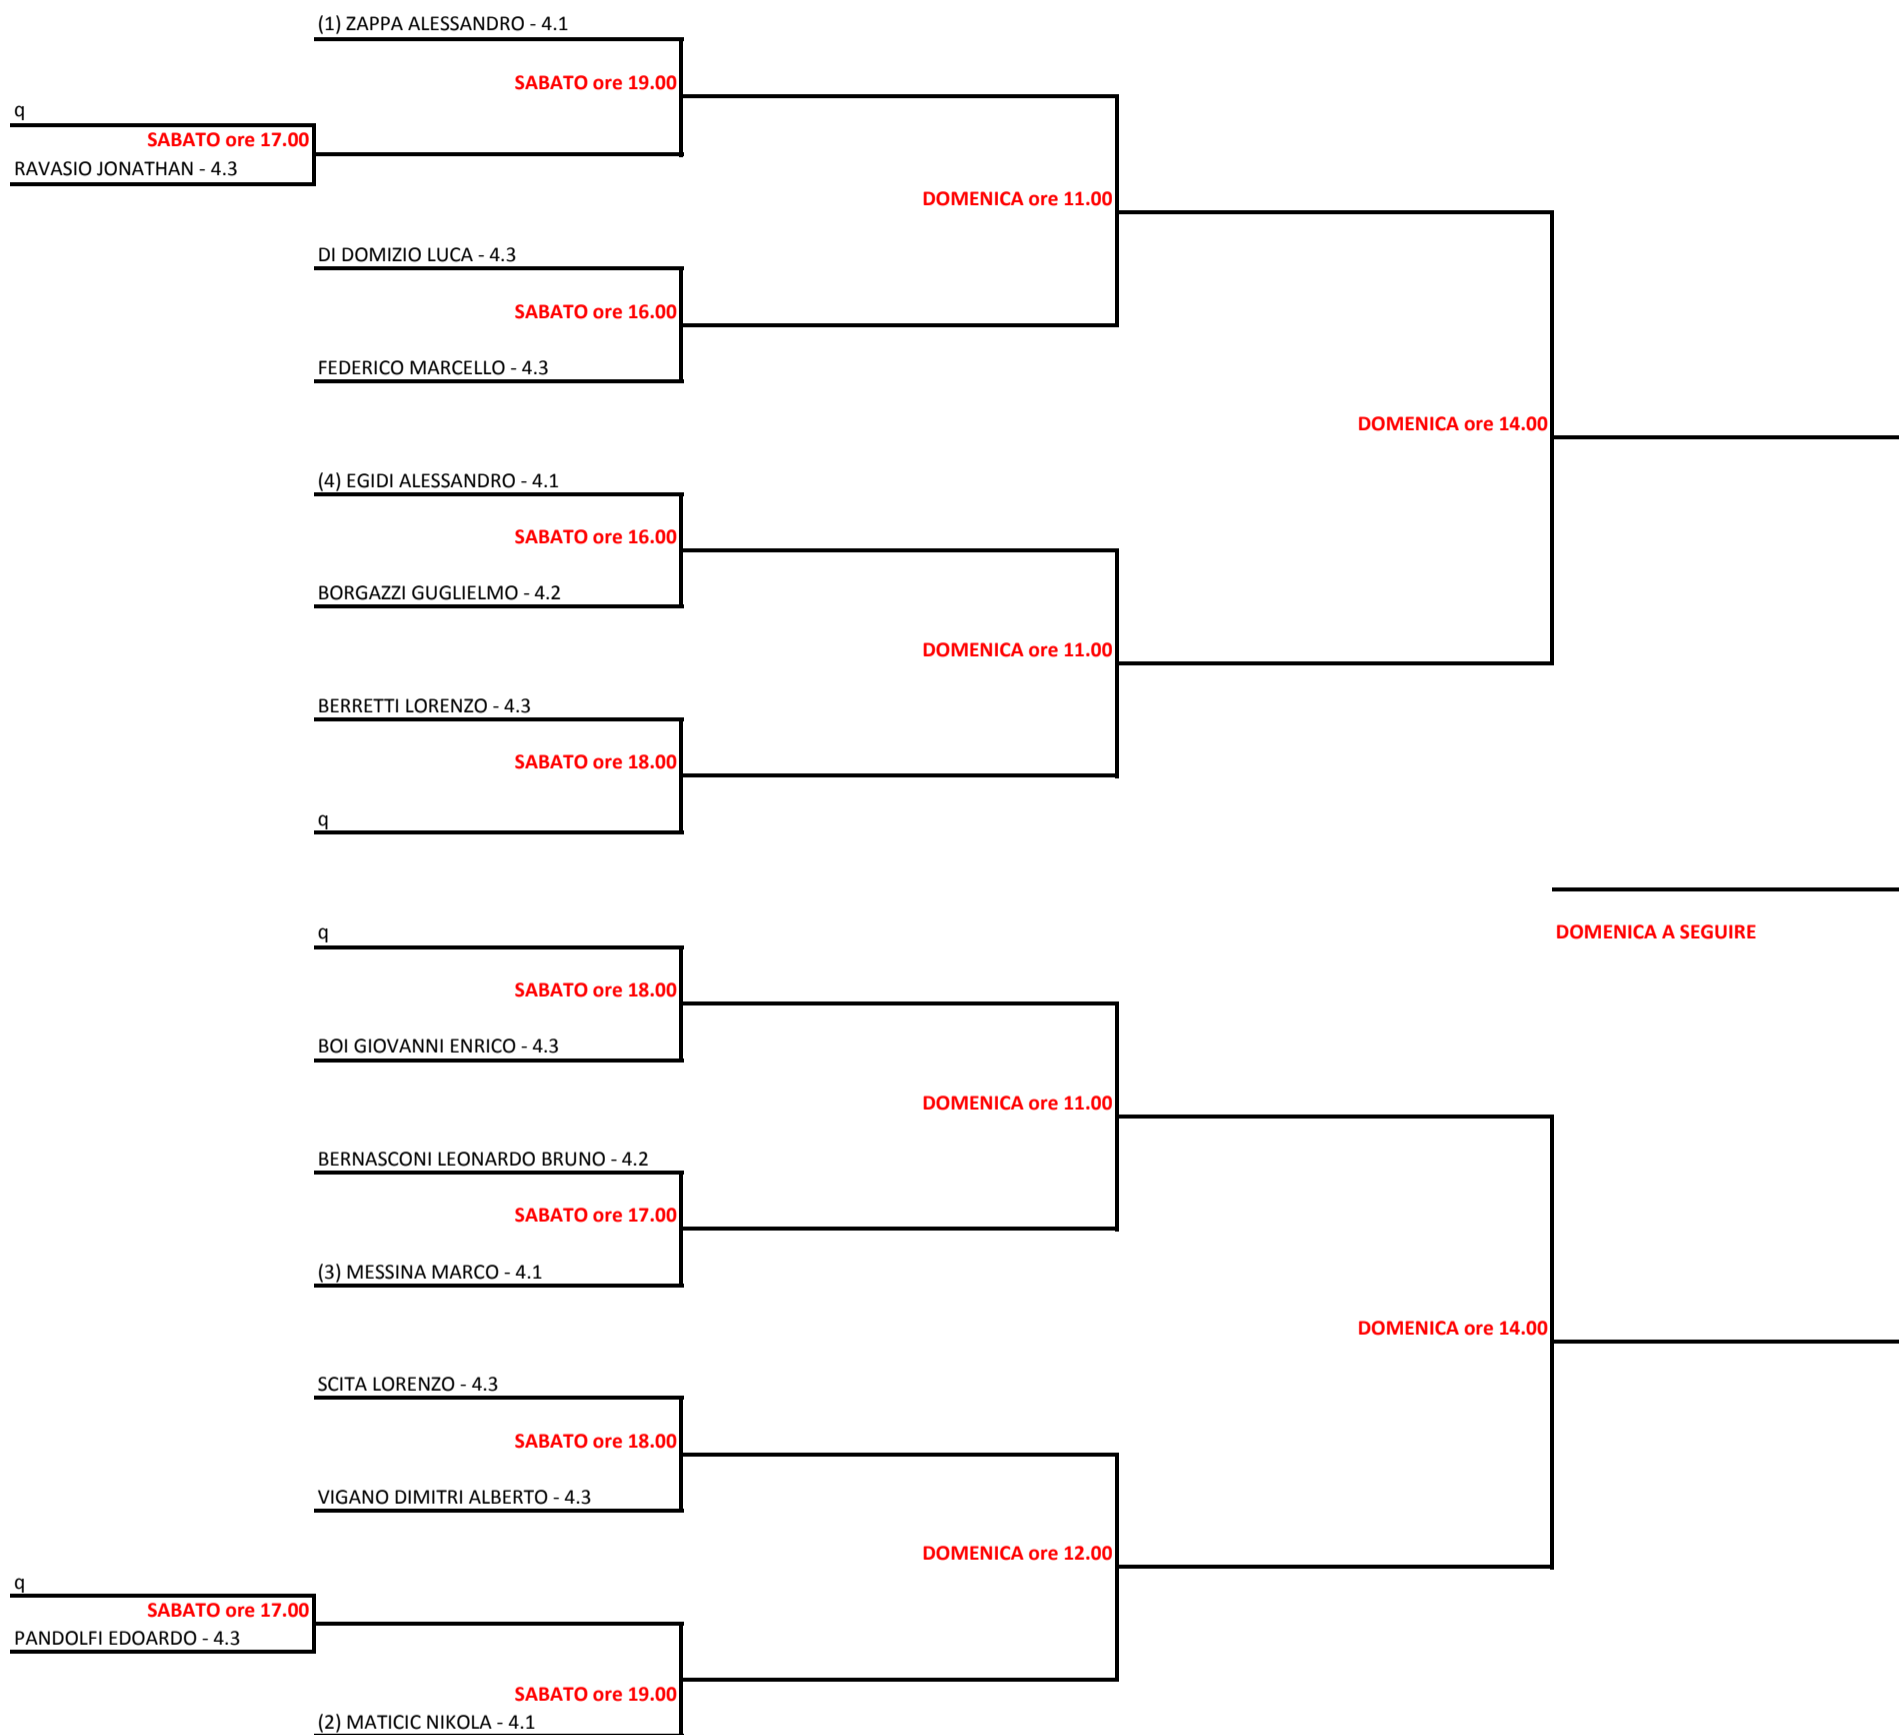 (1) ZAPPA ALESSANDRO - 4.1
SABATO ore 19.00
q
SABATO ore 17.00
RAVASIO JONATHAN - 4.3
DOMENICA ore 11.00
DI DOMIZIO LUCA - 4.3
SABATO ore 16.00
FEDERICO MARCELLO - 4.3
DOMENICA ore 14.00
(4) EGIDI ALESSANDRO - 4.1
SABATO ore 16.00
BORGAZZI GUGLIELMO - 4.2
DOMENICA ore 11.00
BERRETTI LORENZO - 4.3
SABATO ore 18.00
q
q
DOMENICA A SEGUIRE
SABATO ore 18.00
BOI GIOVANNI ENRICO - 4.3
DOMENICA ore 11.00
BERNASCONI LEONARDO BRUNO - 4.2
SABATO ore 17.00
(3) MESSINA MARCO - 4.1
DOMENICA ore 14.00
SCITA LORENZO - 4.3
SABATO ore 18.00
VIGANO DIMITRI ALBERTO - 4.3
DOMENICA ore 12.00
q
SABATO ore 17.00
PANDOLFI EDOARDO - 4.3
SABATO ore 19.00
(2) MATICIC NIKOLA - 4.1